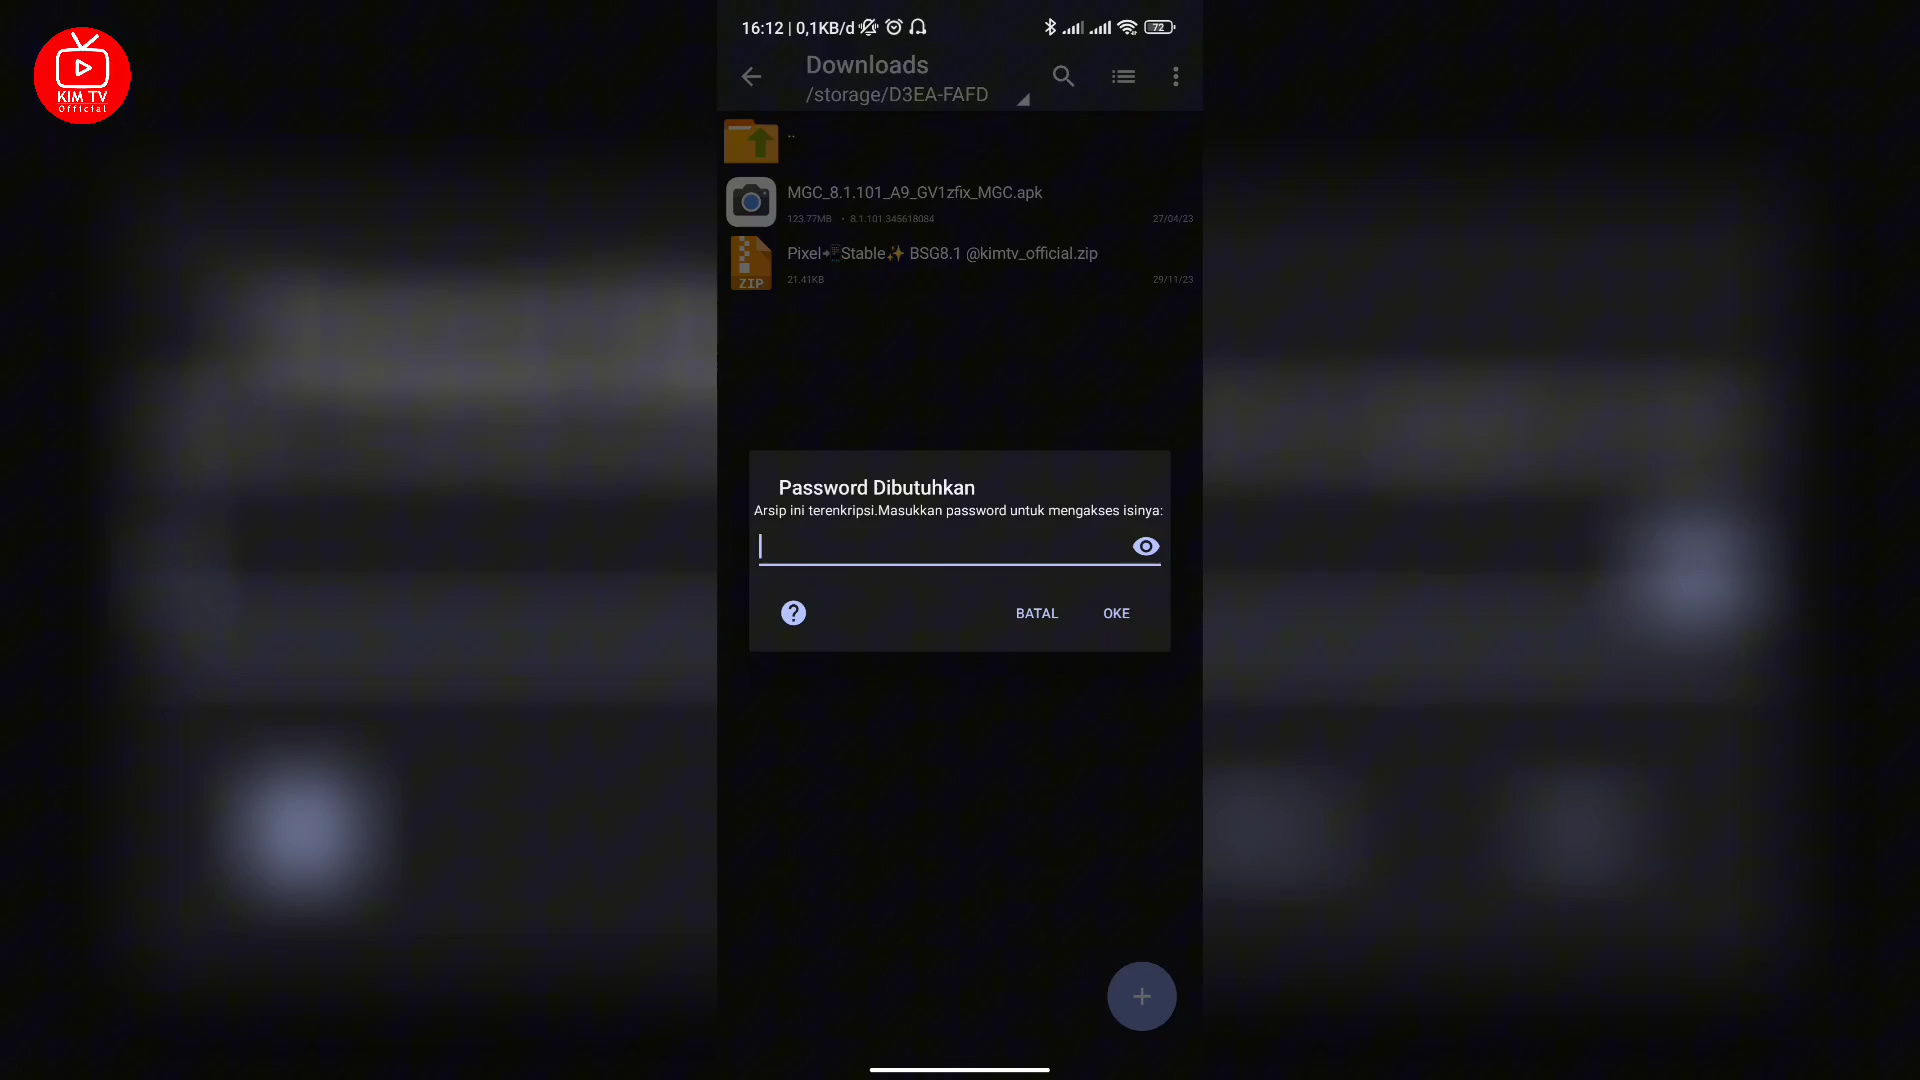 KIM TV
Official
16:12 | 0,1KB/d
72
Downloads
/storage/D3EA-FAFD
..
MGC_8.1.101_A9_GV1zfix_MGC.apk
123.77MB • 8.1.101.345618084 27/04/23
Pixel📲Stable✨ BSG8.1 @kimtv_official.zip
ZIP
21.41KB 29/11/23
Password Dibutuhkan
Arsip ini terenkripsi.Masukkan password untuk mengakses isinya:
?
BATAL OKE
+